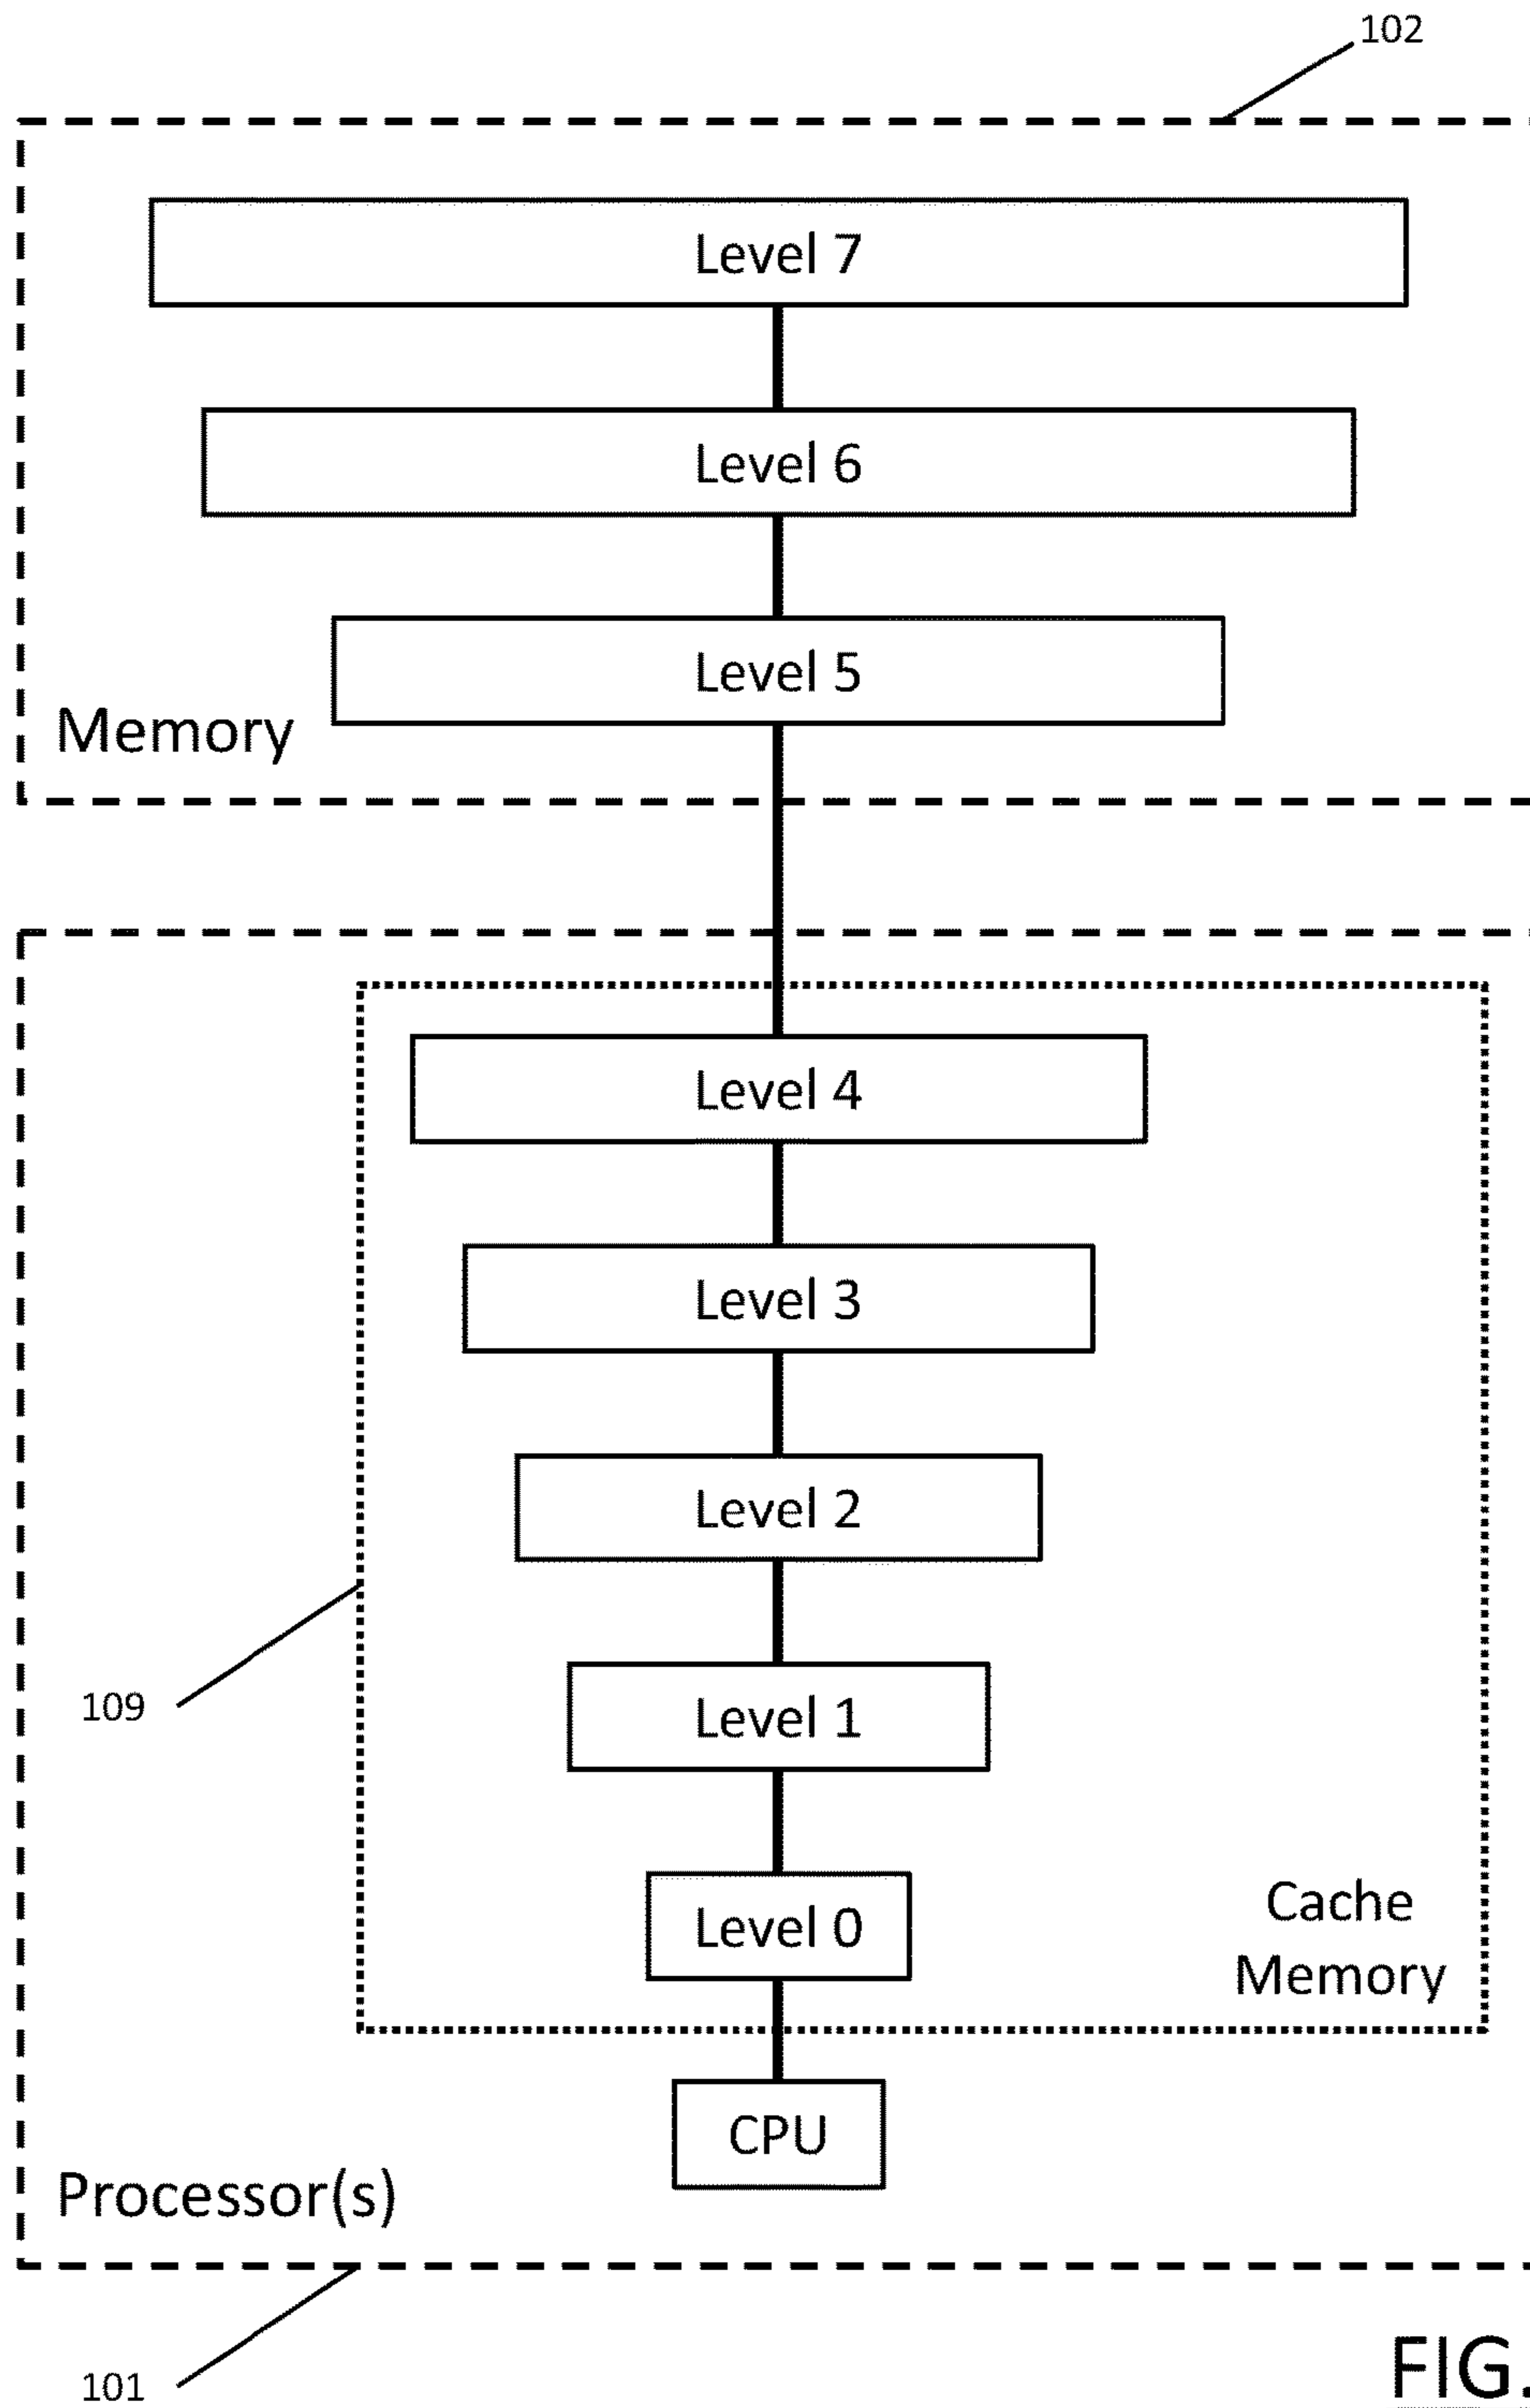 102
Level 7
Level 6
Level 5
Memory
Level 4
Level 3
Level 2
Level 1
109
Level 0
Cache
Memory
CPU
Processor(s)
101
FIG.